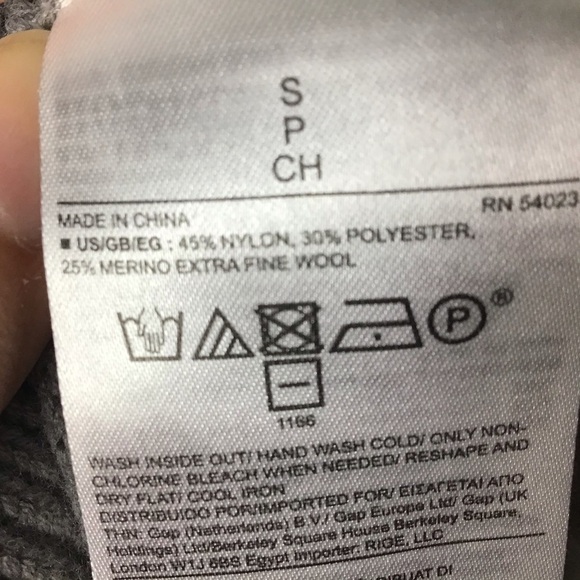 S
P
CH
RN 54023
MADE IN CHINA
■ US/GB/EG : 45% NYLON, 30% POLYESTER,
25% MERINO EXTRA FINE WOOL
P ®
1166
WASH INSIDE OUT/ HAND WASH COLD/ ONLY NON-
CHLORINE BLEACH WHEN NEEDED/ RESHAPE AND
DRY FLAT/ COOL IRON
DISTRIBUIDO POR/IMPORTED FOR/ ΕΙΣΑΓΕΤΑΙ ΑΠΟ
ΤΗΝ: Gap (Netherlands) B.V./ Gap Europe Ltd/ Gap (UK
Holdings) Ltd/Berkeley Square House Berkeley Square,
London W1J 6BS Egypt Importer: RIGE, LLC
DI